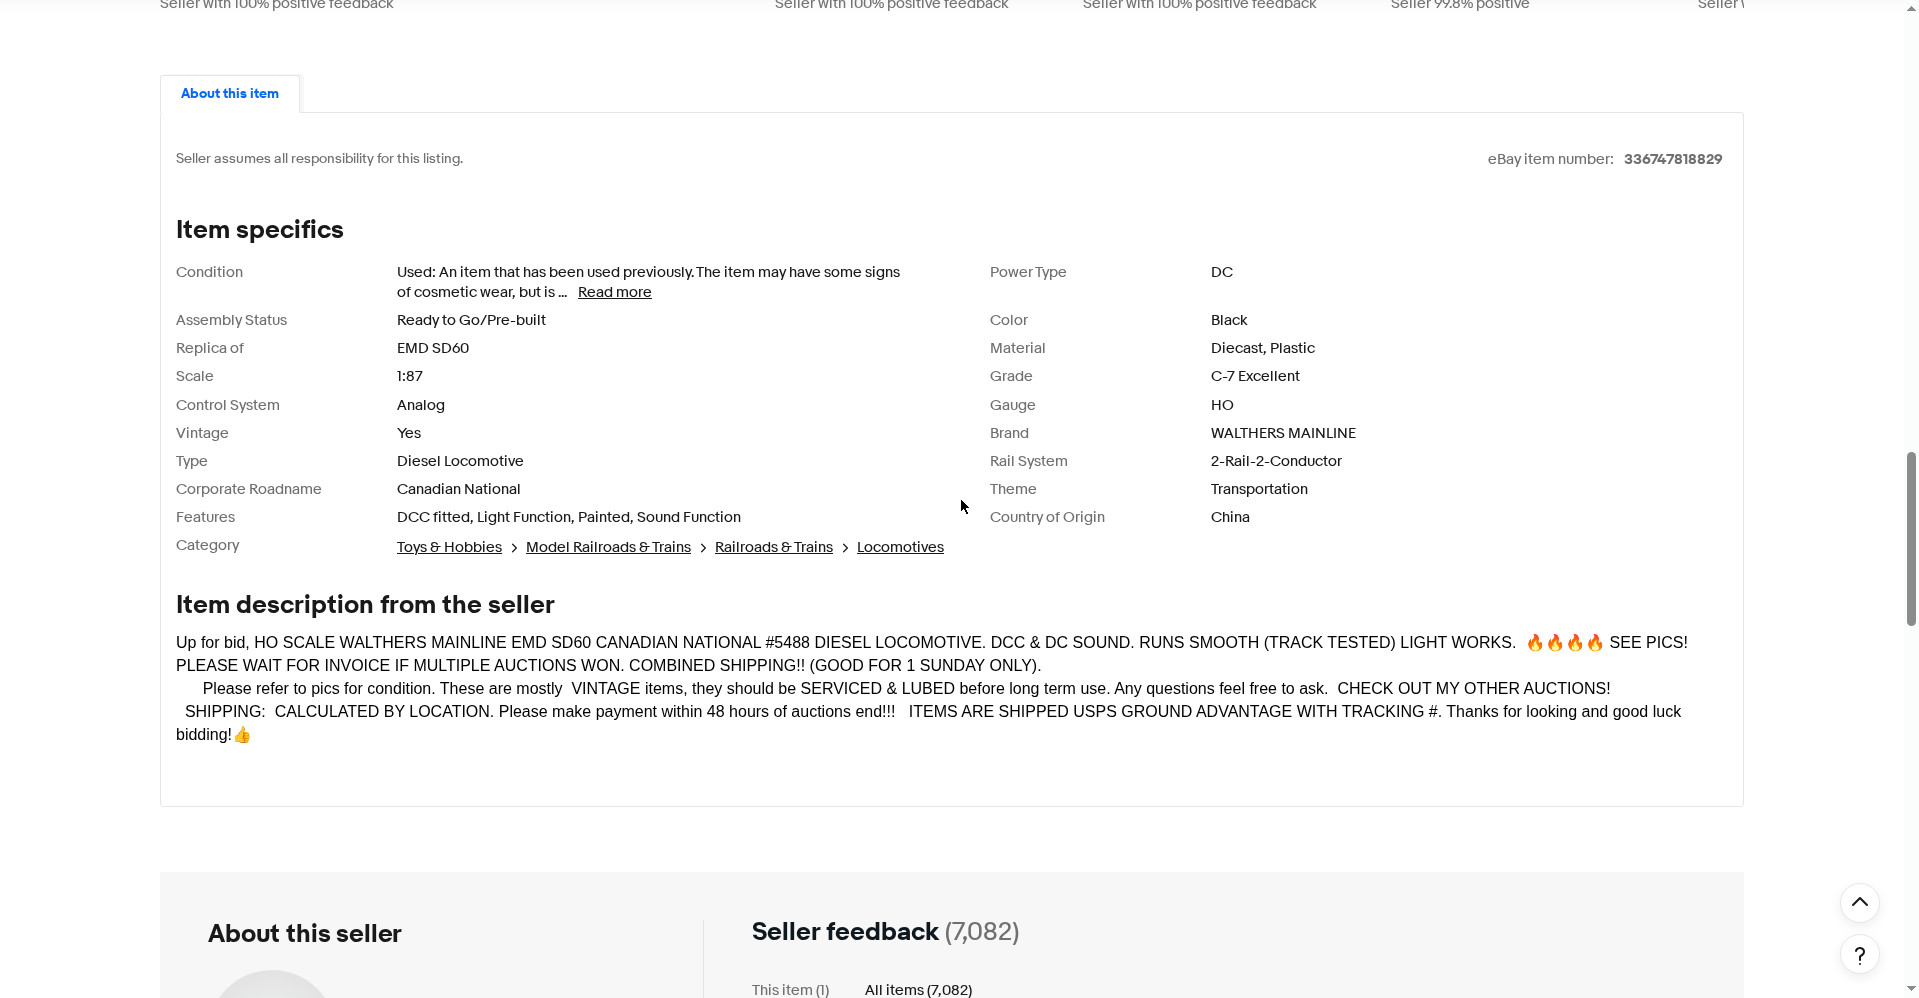 Seller with 100% positive feedback Seller with 100% positive feedback Seller with 100% positive feedback Seller 99.8% positive Seller
About this item
Seller assumes all responsibility for this listing. eBay item number: 336747818829
Item specifics
Condition Used: An item that has been used previously. The item may have some signs of cosmetic wear, but is ... Read more Power Type DC
Assembly Status Ready to Go/Pre-built Color Black
Replica of EMD SD60 Material Diecast, Plastic
Scale 1:87 Grade C-7 Excellent
Control System Analog Gauge HO
Vintage Yes Brand WALTHERS MAINLINE
Type Diesel Locomotive Rail System 2-Rail-2-Conductor
Corporate Roadname Canadian National Theme Transportation
Features DCC fitted, Light Function, Painted, Sound Function Country of Origin China
Category Toys & Hobbies > Model Railroads & Trains > Railroads & Trains > Locomotives
Item description from the seller
Up for bid, HO SCALE WALTHERS MAINLINE EMD SD60 CANADIAN NATIONAL #5488 DIESEL LOCOMOTIVE. DCC & DC SOUND. RUNS SMOOTH (TRACK TESTED) LIGHT WORKS. 🔥🔥🔥🔥 SEE PICS!
PLEASE WAIT FOR INVOICE IF MULTIPLE AUCTIONS WON. COMBINED SHIPPING!! (GOOD FOR 1 SUNDAY ONLY).
Please refer to pics for condition. These are mostly VINTAGE items, they should be SERVICED & LUBED before long term use. Any questions feel free to ask. CHECK OUT MY OTHER AUCTIONS!
SHIPPING: CALCULATED BY LOCATION. Please make payment within 48 hours of auctions end!!! ITEMS ARE SHIPPED USPS GROUND ADVANTAGE WITH TRACKING #. Thanks for looking and good luck
bidding!👍
About this seller
Seller feedback (7,082)
This item (1) All items (7,082)
?